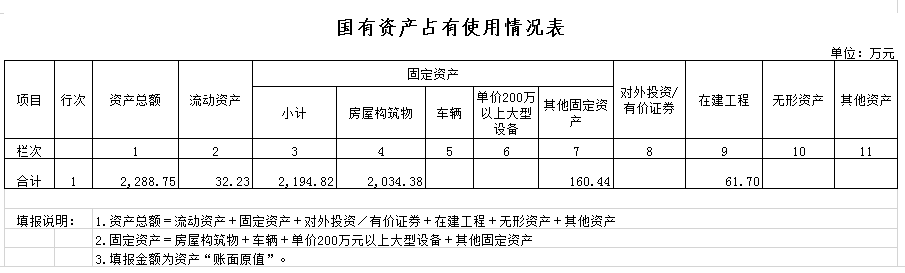 国有资产占有使用情况表
单位：万元
项目 行次 资产总额 流动资产 固定资产 对外投资/有价证券 在建工程 无形资产 其他资产
小计 房屋构筑物 车辆 单价200万以上大型设备 其他固定资产
栏次 1 2 3 4 5 6 7 8 9 10 11
合计 1 2,288.75 32.23 2,194.82 2,034.38 160.44 61.70
填报说明： 1.资产总额＝流动资产＋固定资产＋对外投资／有价证券＋在建工程＋无形资产＋其他资产
2.固定资产＝房屋构筑物＋车辆＋单价200万元以上大型设备＋其他固定资产
3.填报金额为资产“账面原值”。